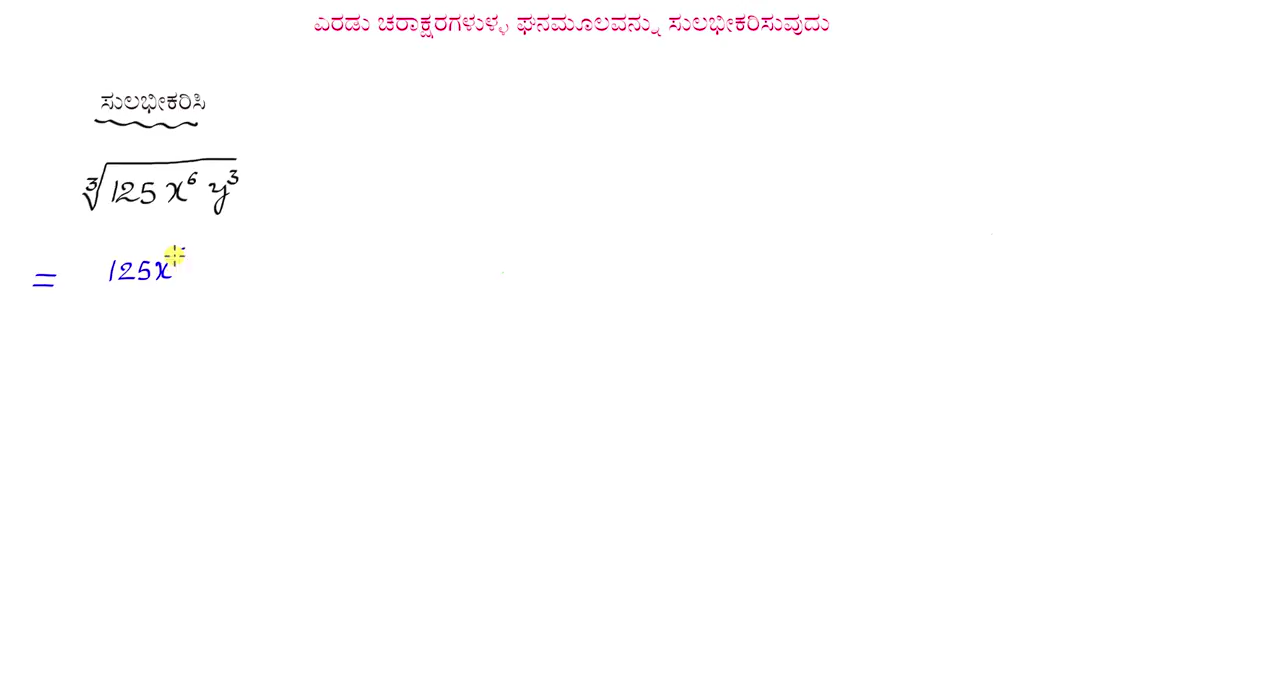 ಎರಡು ಚರಾಕ್ಷರಗಳುಳ್ಳ ಘನಮೂಲವನ್ನು ಸುಲಭೀಕರಿಸುವುದು
ಸುಲಭೀಕರಿಸಿ
∛125 x⁶ y³
= 125x